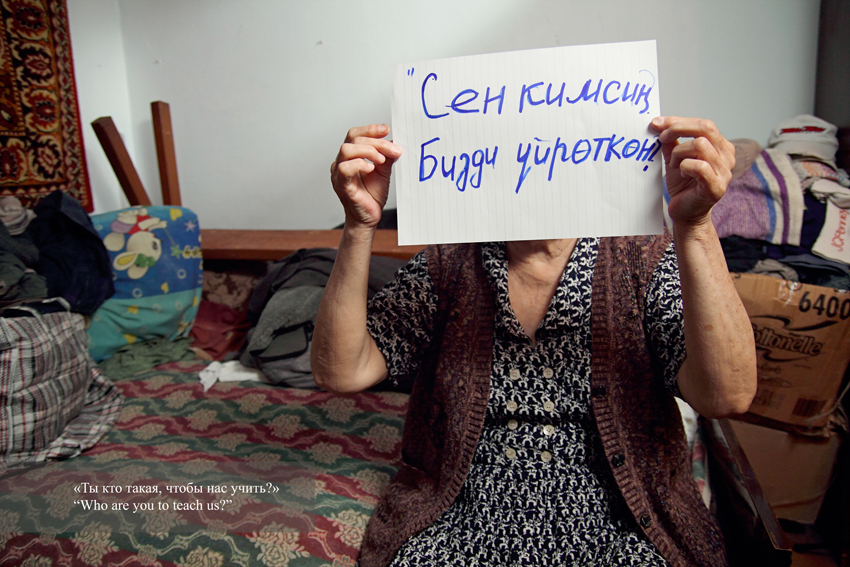 "Сен кимсиң
Бизди үйрөткөн?
6400
«Ты кто такая, чтобы нас учить?»
“Who are you to teach us?”